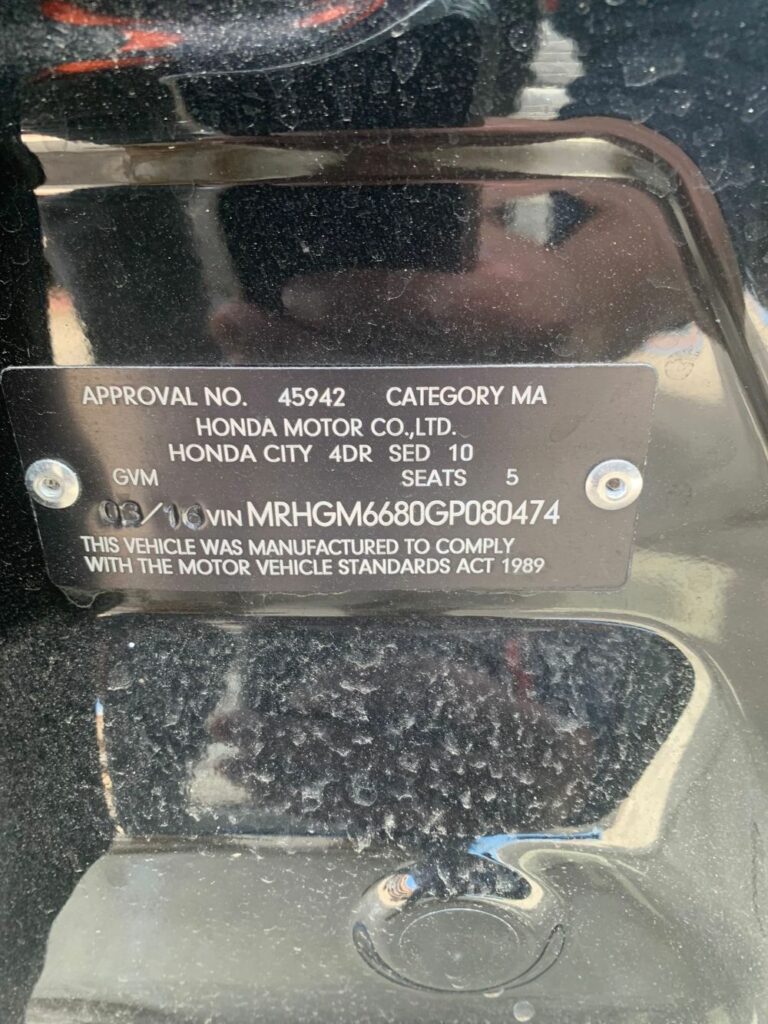 APPROVAL NO. 45942 CATEGORY MA
HONDA MOTOR CO.,LTD.
HONDA CITY 4DR SED 10
GVM SEATS 5
03/16 VIN MRHGM6680GP080474
THIS VEHICLE WAS MANUFACTURED TO COMPLY
WITH THE MOTOR VEHICLE STANDARDS ACT 1989